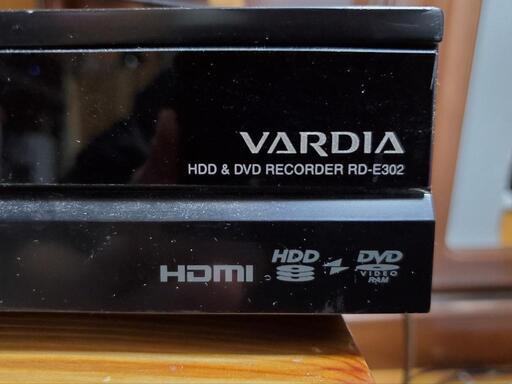 VARDIA
HDD & DVD RECORDER RD-E302
HDMI HDD DVD
VIDEO
RAM